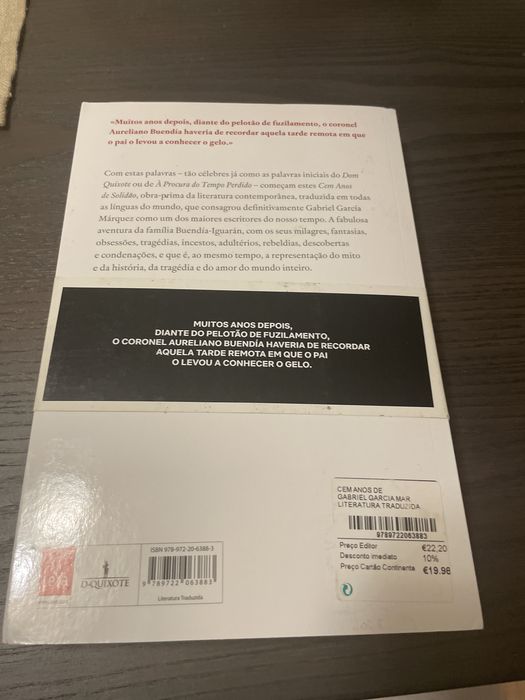 «Muitos anos depois, diante do pelotão de fuzilamento, o coronel
Aureliano Buendía haveria de recordar aquela tarde remota em que
o pai o levou a conhecer o gelo.»
Com estas palavras – tão célebres já como as palavras iniciais do Dom
Quixote ou de À Procura do Tempo Perdido – começam estes Cem Anos
de Solidão, obra-prima da literatura contemporânea, traduzida em todas
as línguas do mundo, que consagrou definitivamente Gabriel García
Márquez como um dos maiores escritores do nosso tempo. A fabulosa
aventura da família Buendía-Iguarán, com os seus milagres, fantasias,
obsessões, tragédias, incestos, adultérios, rebeldias, descobertas
e condenações, e que é, ao mesmo tempo, a representação do mito
e da história, da tragédia e do amor do mundo inteiro.
MUITOS ANOS DEPOIS,
DIANTE DO PELOTÃO DE FUZILAMENTO,
O CORONEL AURELIANO BUENDÍA HAVERIA DE RECORDAR
AQUELA TARDE REMOTA EM QUE O PAI
O LEVOU A CONHECER O GELO.
CEM ANOS DE
GABRIEL GARCIA MAR
LITERATURA TRADUZIDA
9789722063883
Preço Editor €22,20
Desconto imediato 10%
Preço Cartão Continente €19.98
D·QUIXOTE
ISBN 978-972-20-6388-3
9 789722 063883
Literatura Traduzida